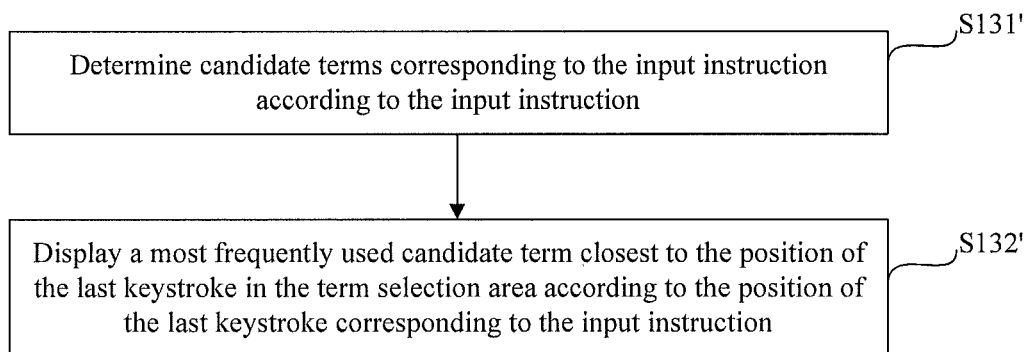 S131'
Determine candidate terms corresponding to the input instruction
according to the input instruction
S132'
Display a most frequently used candidate term closest to the position of
the last keystroke in the term selection area according to the position of
the last keystroke corresponding to the input instruction